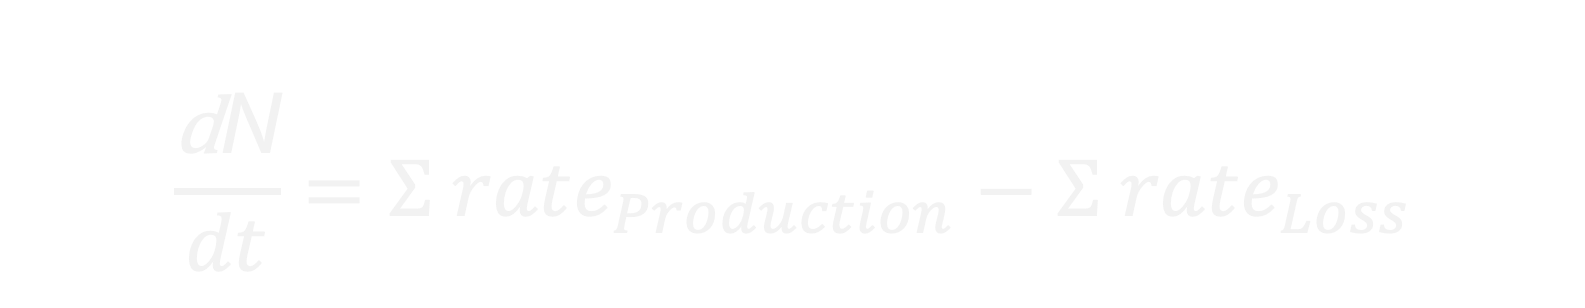 dN/dt = Σ rate_Production − Σ rate_Loss